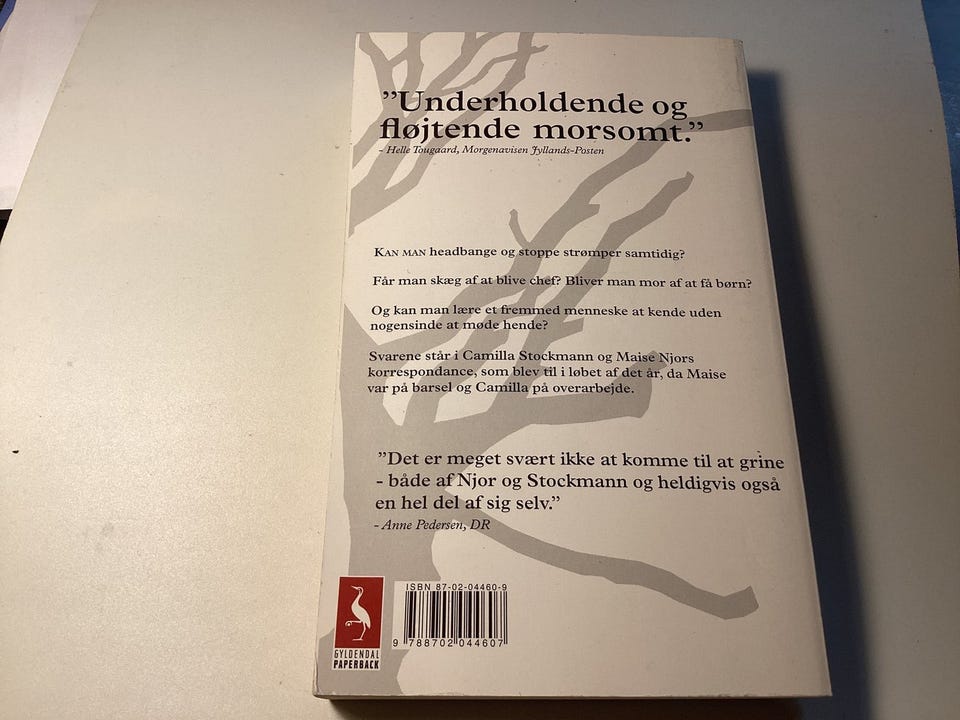 ”Underholdende og
fløjtende morsomt.”
- Helle Tougaard, Morgenavisen Jyllands-Posten
KAN MAN headbange og stoppe strømper samtidig?
Får man skæg af at blive chef? Bliver man mor af at få børn?
Og kan man lære et fremmed menneske at kende uden
nogensinde at møde hende?
Svarene står i Camilla Stockmann og Maise Njors
korrespondance, som blev til i løbet af det år, da Maise
var på barsel og Camilla på overarbejde.
”Det er meget svært ikke at komme til at grine
- både af Njor og Stockmann og heldigvis også
en hel del af sig selv.”
- Anne Pedersen, DR
ISBN 87-02-04460-9
9 788702 044607
GYLDENDAL
PAPERBACK